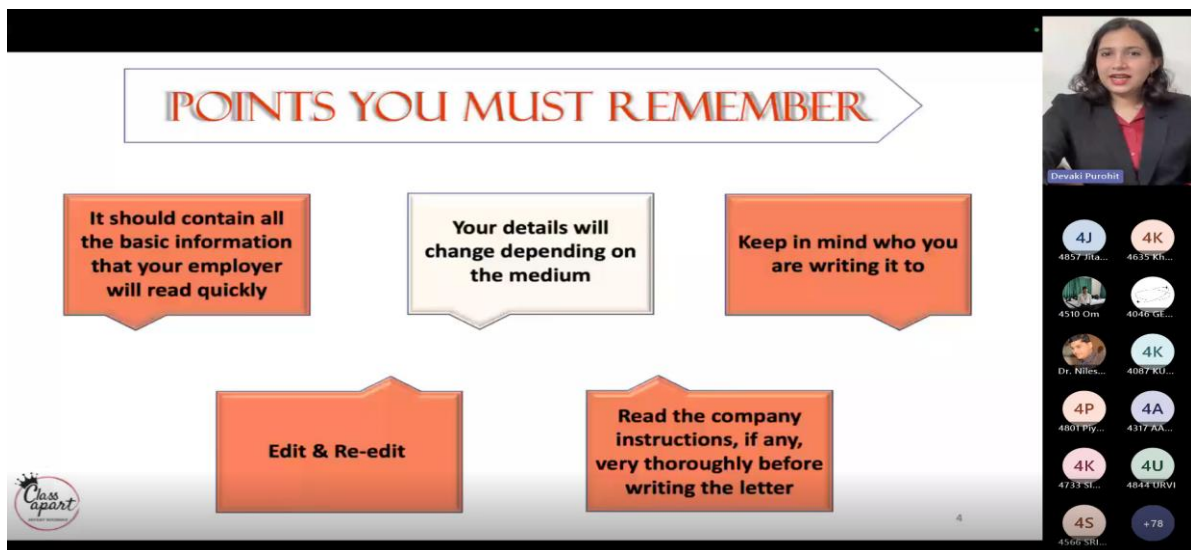 POINTS YOU MUST REMEMBER
It should contain all
the basic information
that your employer
will read quickly
Your details will
change depending on
the medium
Keep in mind who you
are writing it to
Edit & Re-edit
Read the company
instructions, if any,
very thoroughly before
writing the letter
Class
apart
4
Devaki Purohit
4J
4K
4857 Jita...
4635 Kh...
4510 Om
4046 GE...
4K
Dr. Niles...
4087 KU...
4P
4A
4801 Piy...
4317 AA...
4K
4U
4733 SI...
4844 URVI
4S
+78
4566 SRI...